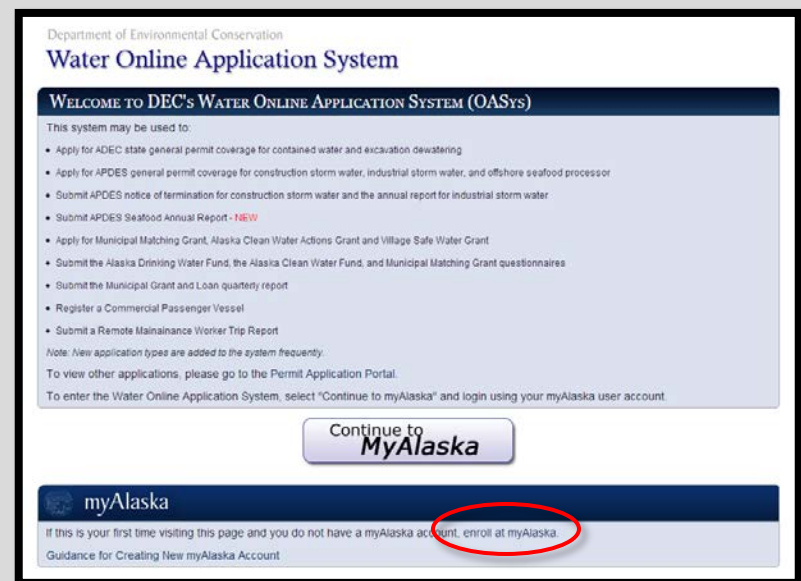 Department of Environmental Conservation
Water Online Application System
WELCOME TO DEC'S WATER ONLINE APPLICATION SYSTEM (OASYS)
This system may be used to:
• Apply for ADEC state general permit coverage for contained water and excavation dewatering
• Apply for APDES general permit coverage for construction storm water, industrial storm water, and offshore seafood processor
• Submit APDES notice of termination for construction storm water and the annual report for industrial storm water
• Submit APDES Seafood Annual Report - NEW
• Apply for Municipal Matching Grant, Alaska Clean Water Actions Grant and Village Safe Water Grant
• Submit the Alaska Drinking Water Fund, the Alaska Clean Water Fund, and Municipal Matching Grant questionnaires
• Submit the Municipal Grant and Loan quarterly report
• Register a Commercial Passenger Vessel
• Submit a Remote Mainainance Worker Trip Report
Note: New application types are added to the system frequently.
To view other applications, please go to the Permit Application Portal.
To enter the Water Online Application System, select "Continue to myAlaska" and login using your myAlaska user account.
Continue to
MyAlaska
myAlaska
If this is your first time visiting this page and you do not have a myAlaska account, enroll at myAlaska.
Guidance for Creating New myAlaska Account